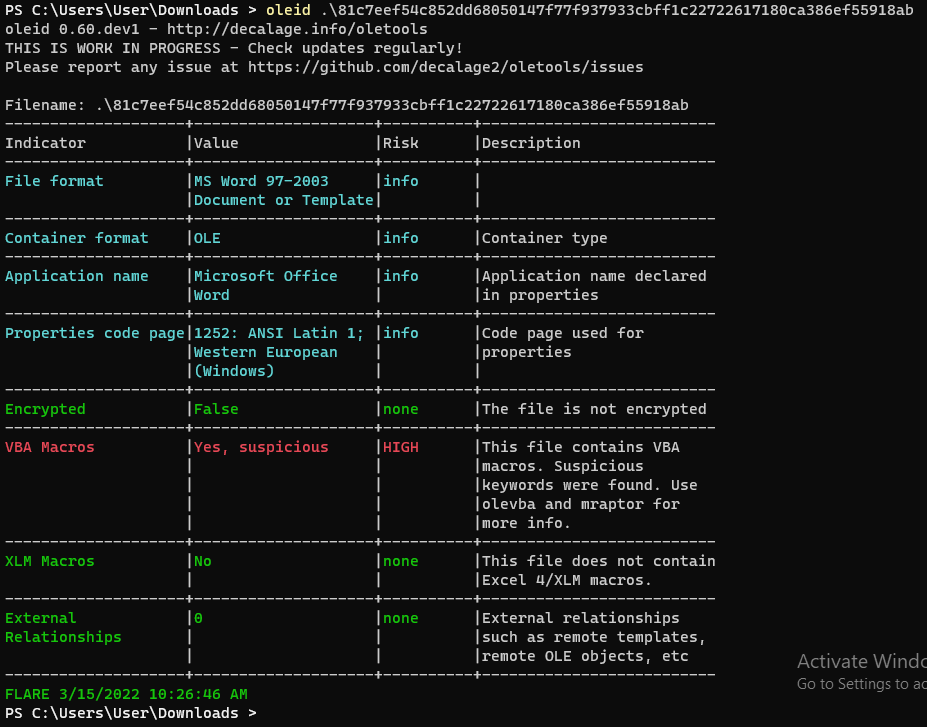 PS C:\Users\User\Downloads > oleid .\81c7eef54c852dd68050147f77f937933cbff1c22722617180ca386ef55918ab
oleid 0.60.dev1 - http://decalage.info/oletools
THIS IS WORK IN PROGRESS - Check updates regularly!
Please report any issue at https://github.com/decalage2/oletools/issues

Filename: .\81c7eef54c852dd68050147f77f937933cbff1c22722617180ca386ef55918ab
--------------------+--------------------+----------+--------------------------
Indicator           |Value               |Risk      |Description
--------------------+--------------------+----------+--------------------------
File format         |MS Word 97-2003     |info      |
                    |Document or Template|          |
--------------------+--------------------+----------+--------------------------
Container format    |OLE                 |info      |Container type
--------------------+--------------------+----------+--------------------------
Application name    |Microsoft Office    |info      |Application name declared
                    |Word                |          |in properties
--------------------+--------------------+----------+--------------------------
Properties code page|1252: ANSI Latin 1; |info      |Code page used for
                    |Western European    |          |properties
                    |(Windows)           |          |
--------------------+--------------------+----------+--------------------------
Encrypted           |False               |none      |The file is not encrypted
--------------------+--------------------+----------+--------------------------
VBA Macros          |Yes, suspicious     |HIGH      |This file contains VBA
                    |                    |          |macros. Suspicious
                    |                    |          |keywords were found. Use
                    |                    |          |olevba and mraptor for
                    |                    |          |more info.
--------------------+--------------------+----------+--------------------------
XLM Macros          |No                  |none      |This file does not contain
                    |                    |          |Excel 4/XLM macros.
--------------------+--------------------+----------+--------------------------
External            |0                   |none      |External relationships
Relationships       |                    |          |such as remote templates,
                    |                    |          |remote OLE objects, etc
--------------------+--------------------+----------+--------------------------
Activate Windo
Go to Settings to ac
FLARE 3/15/2022 10:26:46 AM
PS C:\Users\User\Downloads >